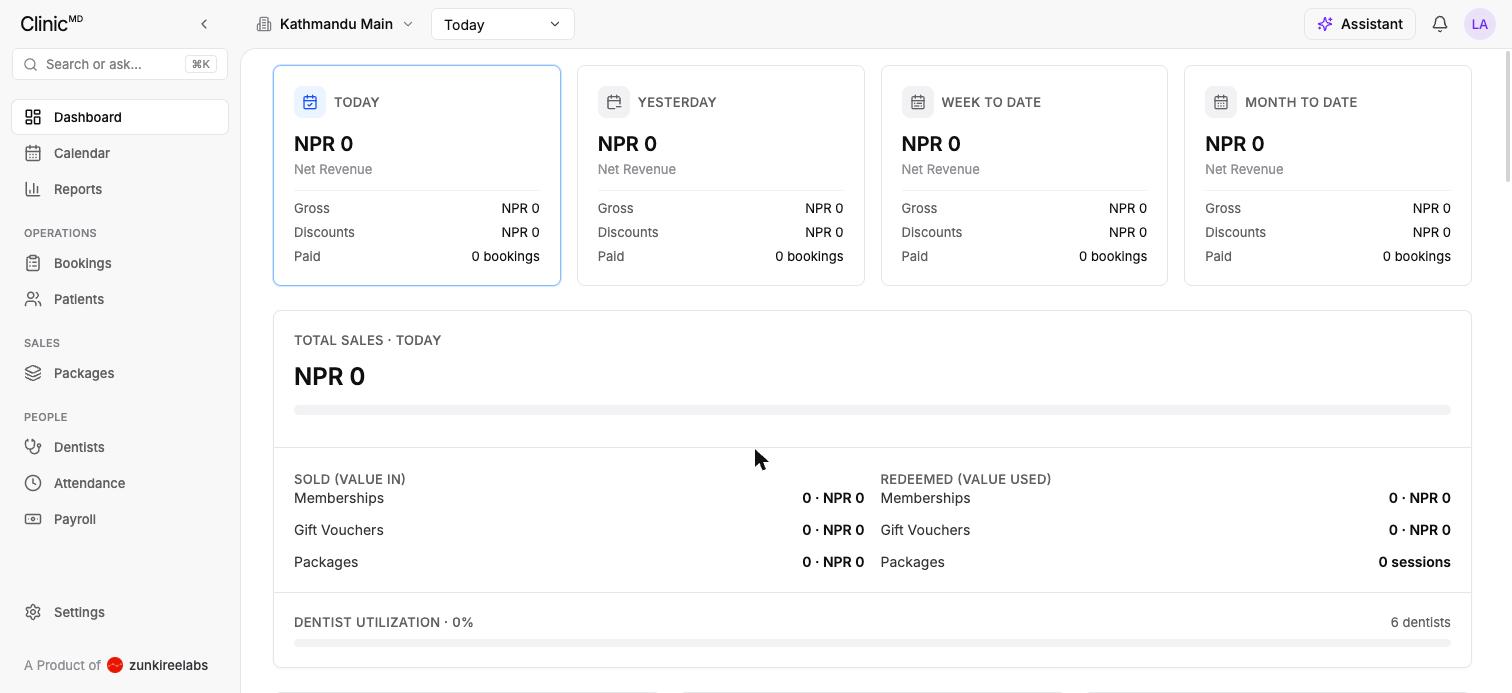 Clinic MD
Kathmandu Main
Today
Assistant
LA
Search or ask...
⌘K
Dashboard
Calendar
Reports
OPERATIONS
Bookings
Patients
SALES
Packages
PEOPLE
Dentists
Attendance
Payroll
Settings
A Product of zunkireelabs
TODAY
NPR 0
Net Revenue
Gross NPR 0
Discounts NPR 0
Paid 0 bookings
YESTERDAY
NPR 0
Net Revenue
Gross NPR 0
Discounts NPR 0
Paid 0 bookings
WEEK TO DATE
NPR 0
Net Revenue
Gross NPR 0
Discounts NPR 0
Paid 0 bookings
MONTH TO DATE
NPR 0
Net Revenue
Gross NPR 0
Discounts NPR 0
Paid 0 bookings
TOTAL SALES · TODAY
NPR 0
SOLD (VALUE IN)
Memberships 0 · NPR 0
Gift Vouchers 0 · NPR 0
Packages 0 · NPR 0
REDEEMED (VALUE USED)
Memberships 0 · NPR 0
Gift Vouchers 0 · NPR 0
Packages 0 sessions
DENTIST UTILIZATION · 0% 6 dentists